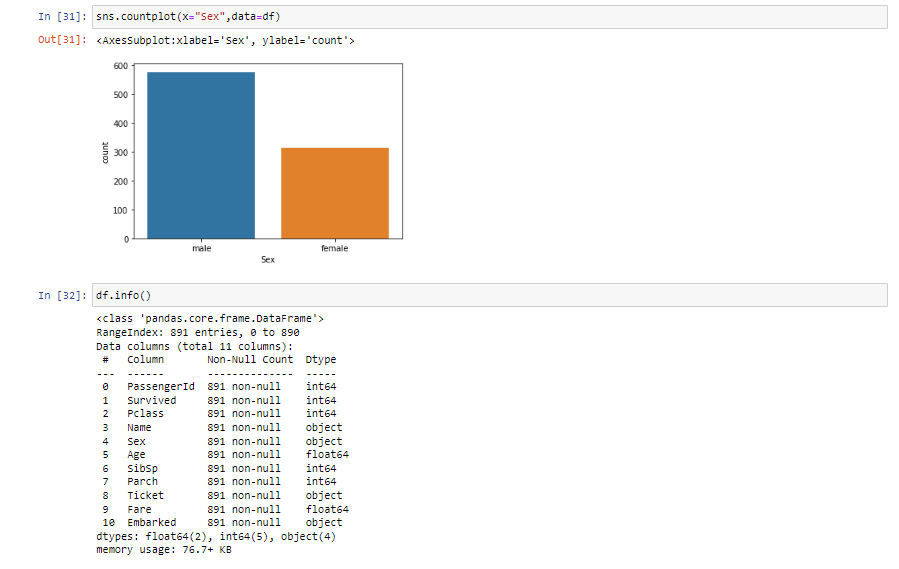 In [31]: sns.countplot(x="Sex",data=df)
Out[31]: <AxesSubplot:xlabel='Sex', ylabel='count'>
600
500
400
300
200
100
0
count
male female
Sex
In [32]: df.info()
<class 'pandas.core.frame.DataFrame'>
RangeIndex: 891 entries, 0 to 890
Data columns (total 11 columns):
# Column Non-Null Count Dtype
--- ------ -------------- -----
0 PassengerId 891 non-null int64
1 Survived 891 non-null int64
2 Pclass 891 non-null int64
3 Name 891 non-null object
4 Sex 891 non-null object
5 Age 891 non-null float64
6 SibSp 891 non-null int64
7 Parch 891 non-null int64
8 Ticket 891 non-null object
9 Fare 891 non-null float64
10 Embarked 891 non-null object
dtypes: float64(2), int64(5), object(4)
memory usage: 76.7+ KB